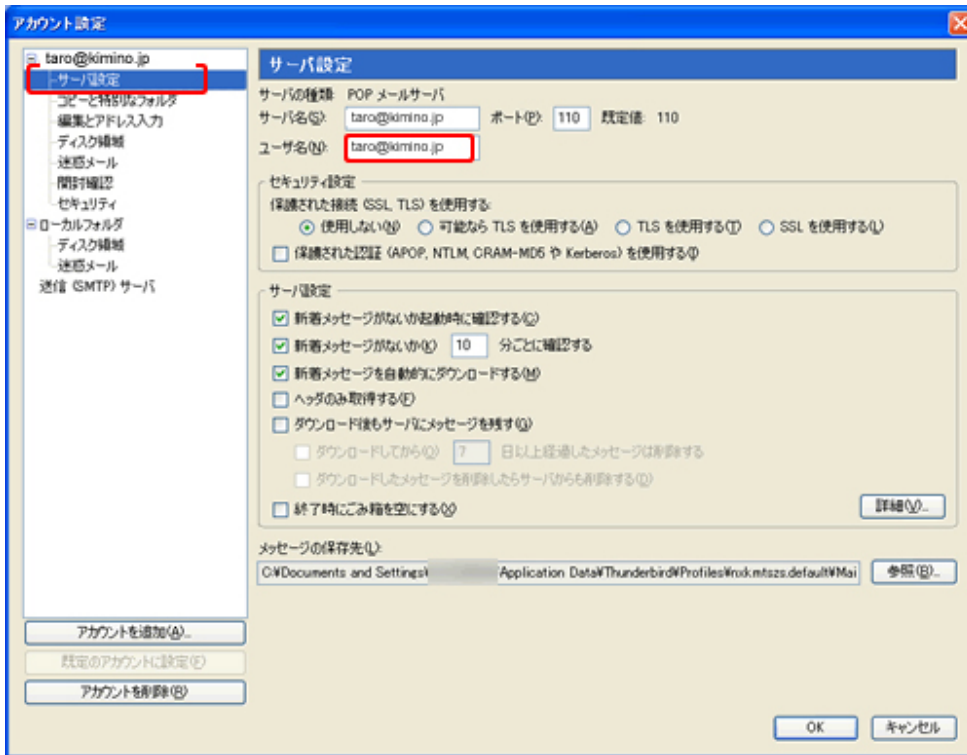 アカウント設定
taro@kimino.jp
サーバ設定
コピーと特別なフォルダ
編集とアドレス入力
ディスク領域
迷惑メール
開封確認
セキュリティ
ローカルフォルダ
ディスク領域
迷惑メール
送信 (SMTP) サーバ
アカウントを追加(A)...
既定のアカウントに設定(F)
アカウントを削除(R)
サーバ設定
サーバの種類: POP メールサーバ
サーバ名(S): taro@kimino.jp ポート(P): 110 既定値: 110
ユーザ名(N): taro@kimino.jp
セキュリティ設定
保護された接続 (SSL, TLS) を使用する:
使用しない(N) 可能なら TLS を使用する(A) TLS を使用する(T) SSL を使用する(L)
保護された認証 (APOP, NTLM, CRAM-MD5 や Kerberos) を使用する(I)
サーバ設定
新着メッセージがないか起動時に確認する(C)
新着メッセージがないか(K) 10 分ごとに確認する
新着メッセージを自動的にダウンロードする(M)
ヘッダのみ取得する(F)
ダウンロード後もサーバにメッセージを残す(G)
ダウンロードしてから(O) 7 日以上経過したメッセージは削除する
ダウンロードしたメッセージを削除したらサーバからも削除する(D)
終了時にごみ箱を空にする(X)
詳細(V)...
メッセージの保存先(L):
C:¥Documents and Settings¥ ¥Application Data¥Thunderbird¥Profiles¥nxk.mtszs.default¥Mai
参照(B)...
OK キャンセル